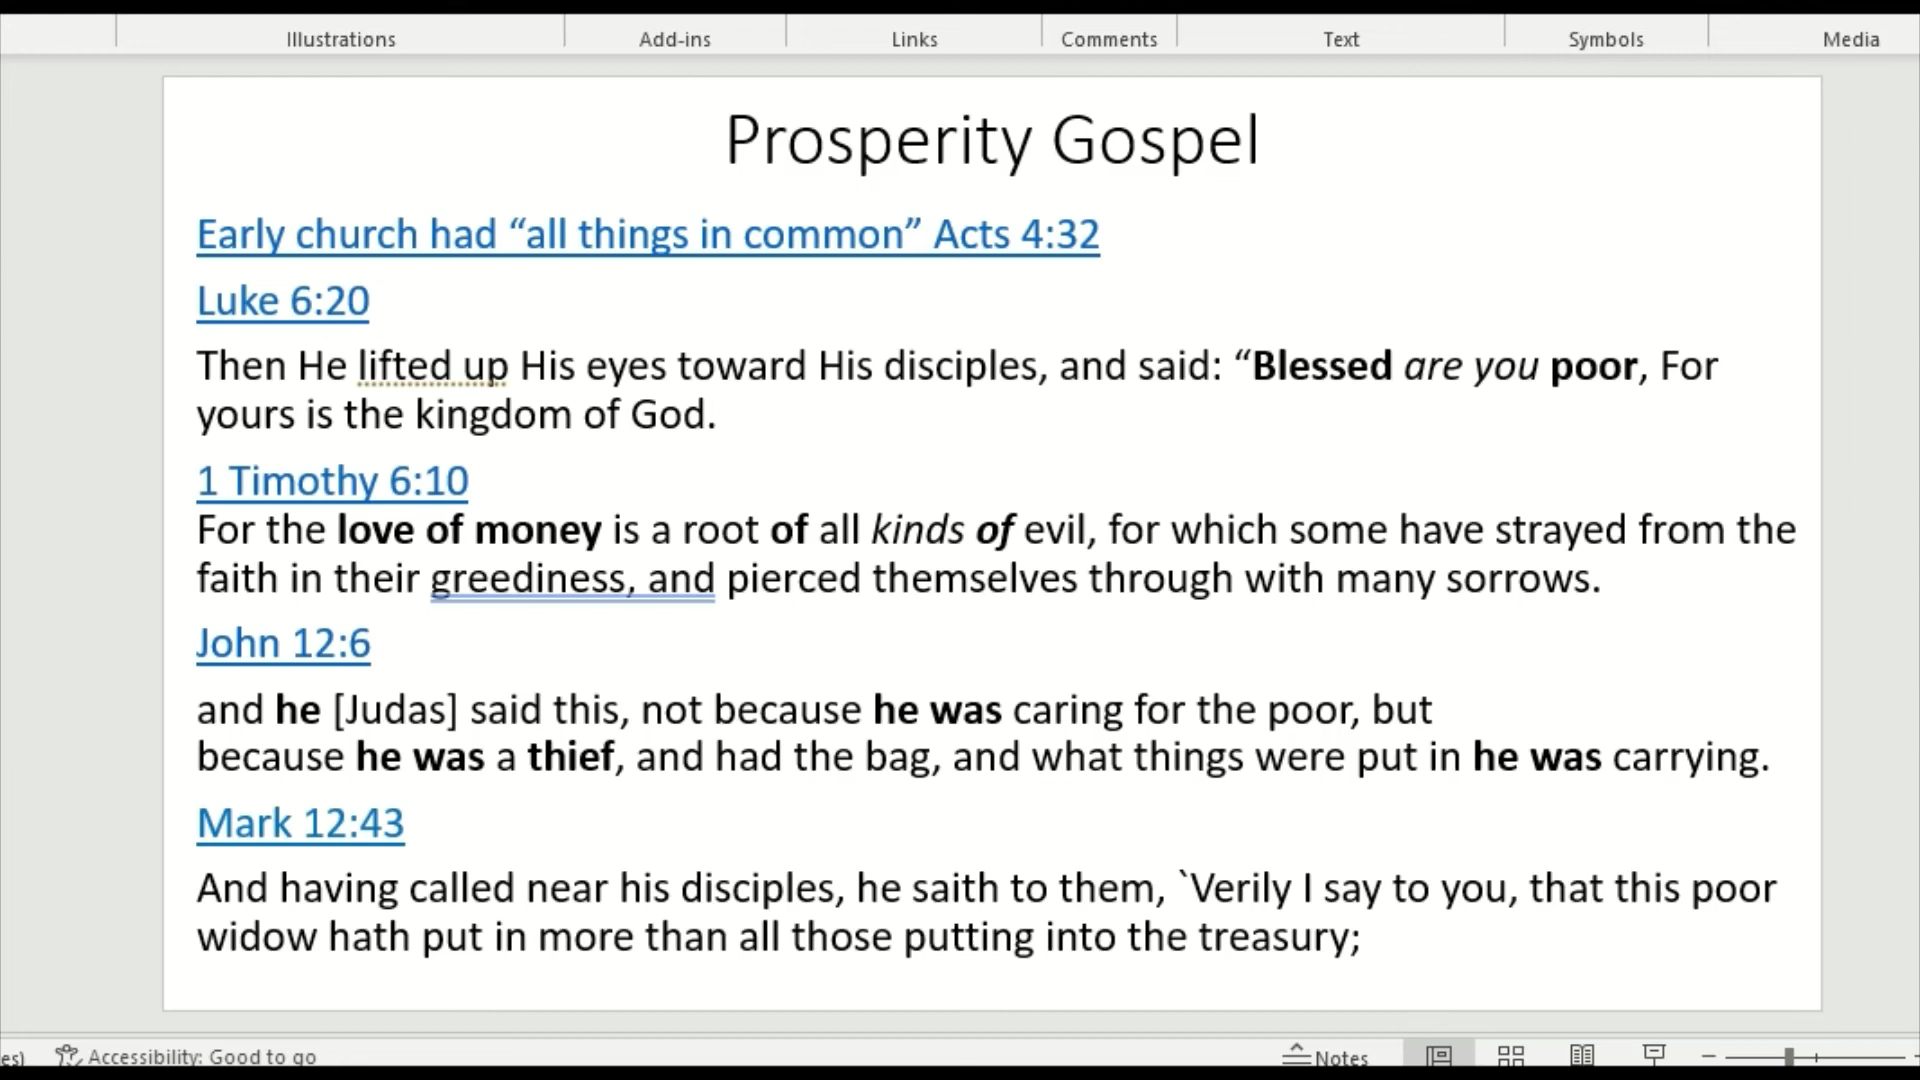 Illustrations Add-ins Links Comments Text Symbols Media
Prosperity Gospel
Early church had “all things in common” Acts 4:32
Luke 6:20
Then He lifted up His eyes toward His disciples, and said: “Blessed are you poor, For
yours is the kingdom of God.
1 Timothy 6:10
For the love of money is a root of all kinds of evil, for which some have strayed from the
faith in their greediness, and pierced themselves through with many sorrows.
John 12:6
and he [Judas] said this, not because he was caring for the poor, but
because he was a thief, and had the bag, and what things were put in he was carrying.
Mark 12:43
And having called near his disciples, he saith to them, `Verily I say to you, that this poor
widow hath put in more than all those putting into the treasury;
es) Accessibility: Good to go Notes